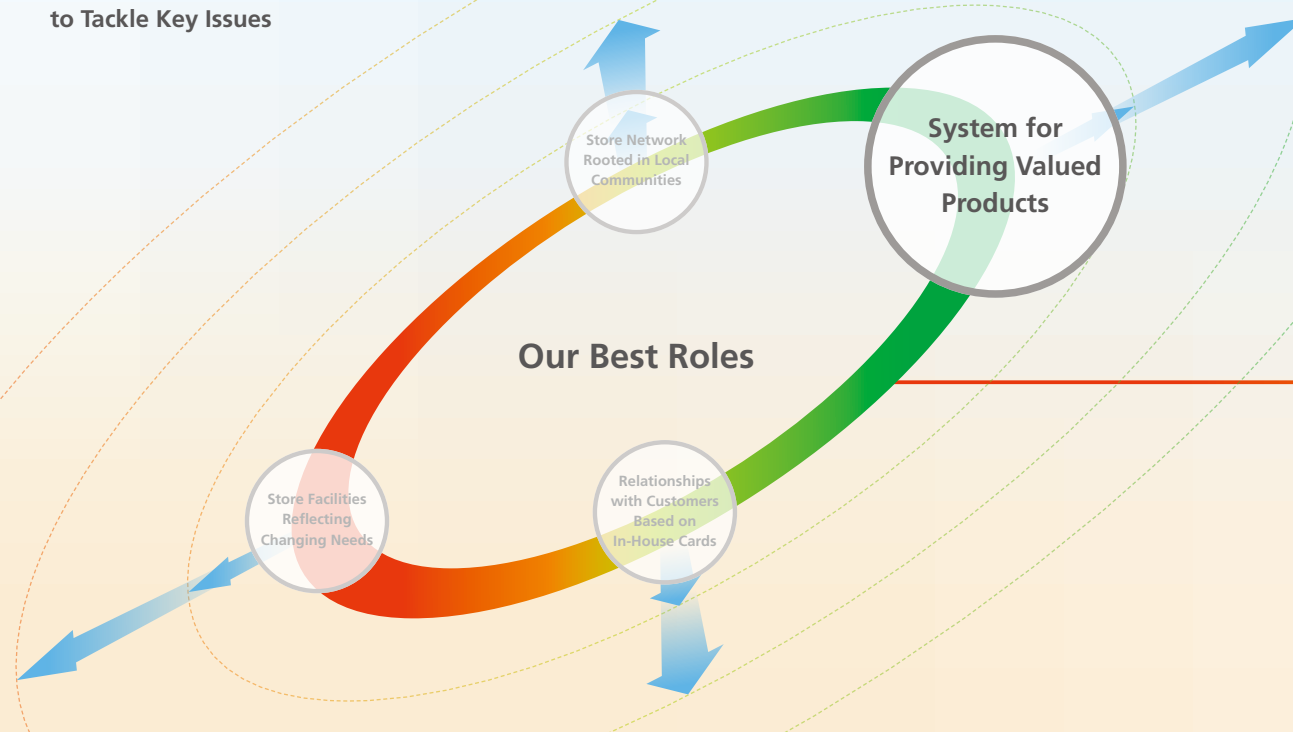 to Tackle Key Issues
Store Network
Rooted in Local
Communities
System for
Providing Valued
Products
Our Best Roles
Store Facilities
Reflecting
Changing Needs
Relationships
with Customers
Based on
In-House Cards